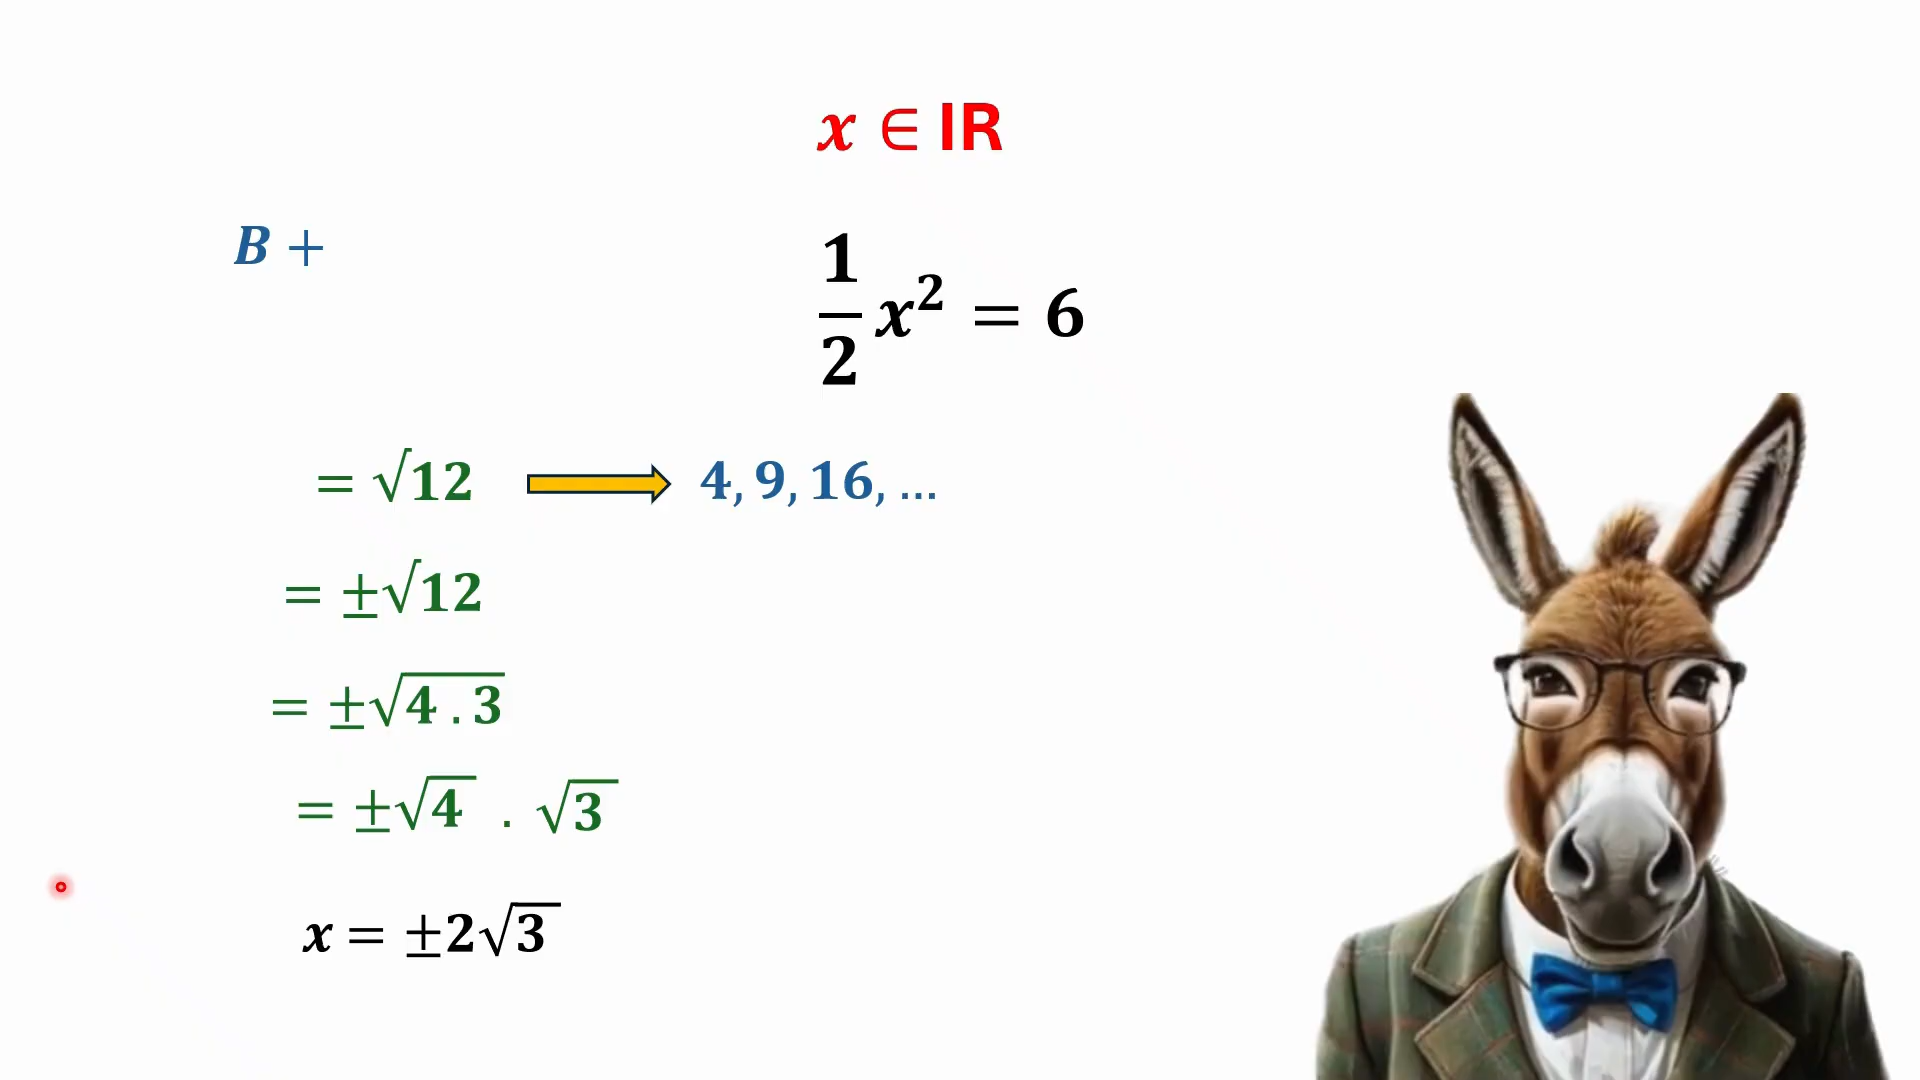 x ∈ IR
B +
1/2 x² = 6
= √12 4, 9, 16, ...
= ±√12
= ±√4 . 3
= ±√4 . √3
x = ±2√3